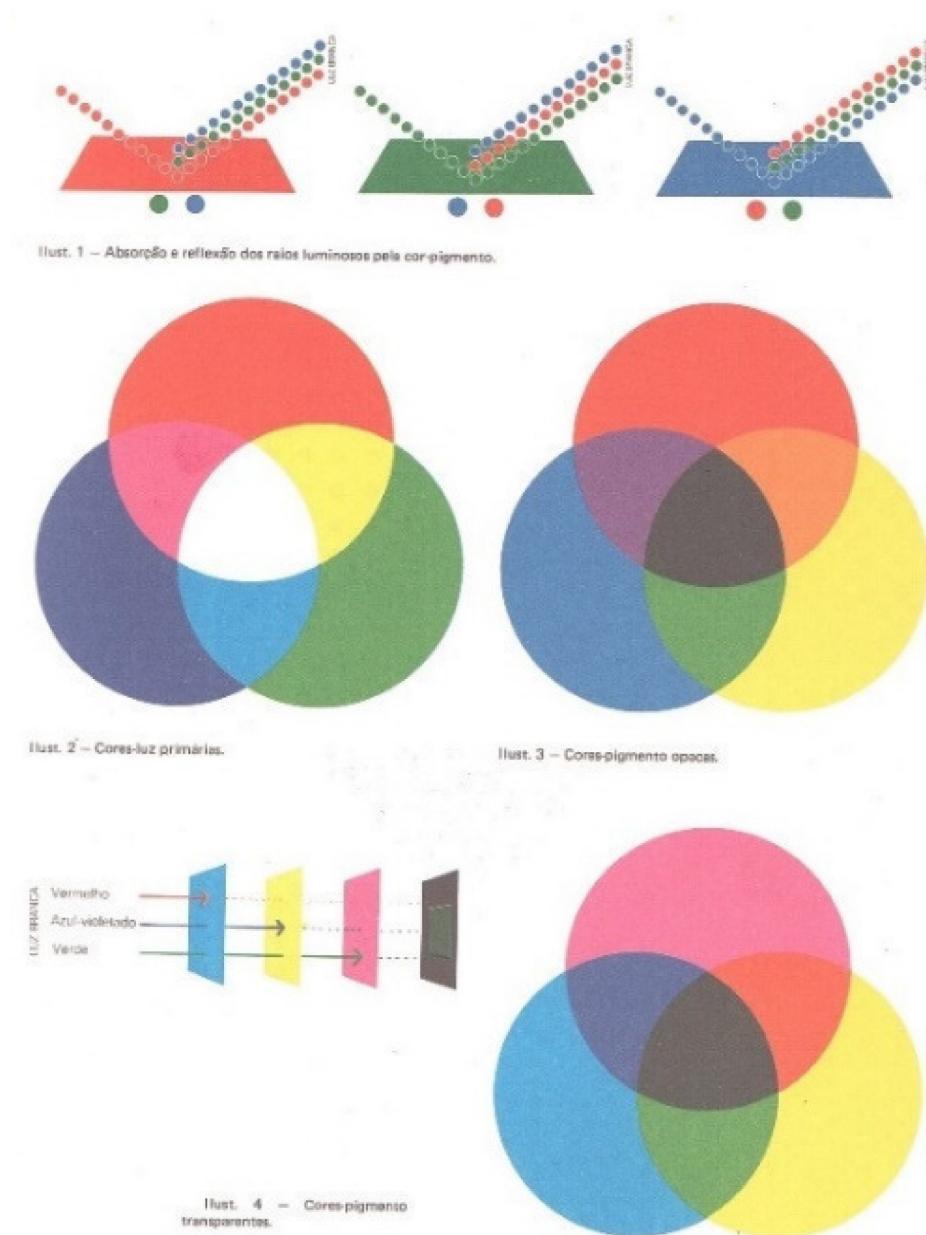 Ilust. 1 — Absorção e reflexão dos raios luminosos pela cor-pigmento.
Ilust. 2 — Cores-luz primárias.
Ilust. 3 — Cores-pigmento opacas.
LUZ BRANCA
Vermelho
Azul-violetado
Verde
Ilust. 4 — Cores-pigmento
transparentes.